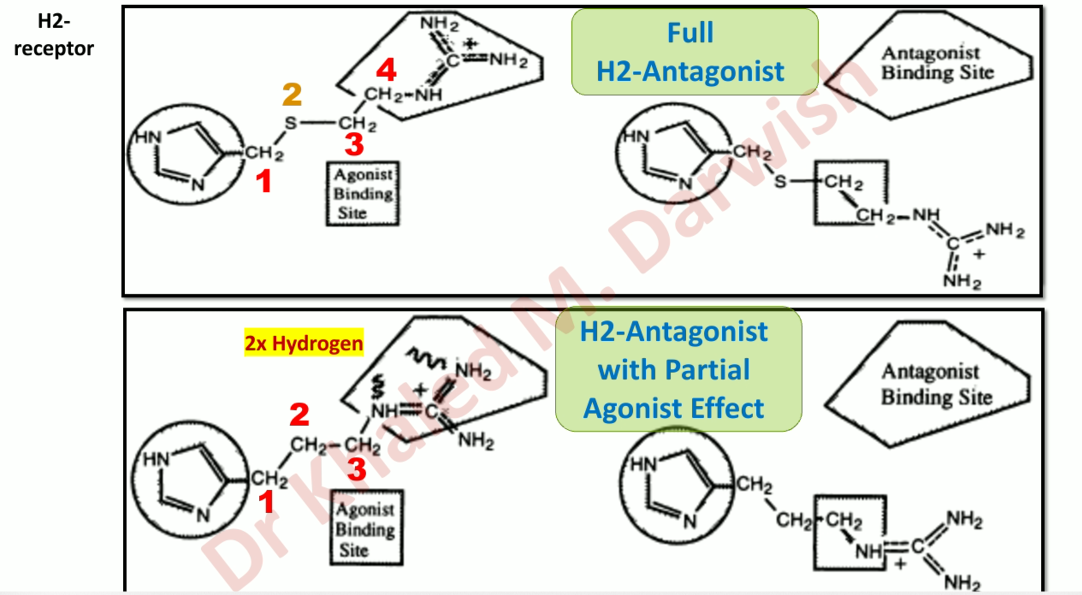 H2-
receptor
NH2
C
+
NH2
4
CH2-NH
2
S
CH2
3
HN
N
CH2
1
Agonist
Binding
Site
Full
H2-Antagonist
Antagonist
Binding Site
HN
N
CH2
S
CH2
CH2-NH
C
NH2
+
NH2
2x Hydrogen
NH2
+
NH
C
NH2
2
CH2-CH2
3
HN
N
CH2
1
Agonist
Binding
Site
H2-Antagonist
with Partial
Agonist Effect
Antagonist
Binding Site
HN
N
CH2
CH2
CH2
NH
C
+
NH2
NH2
Dr Khaled M. Darwish